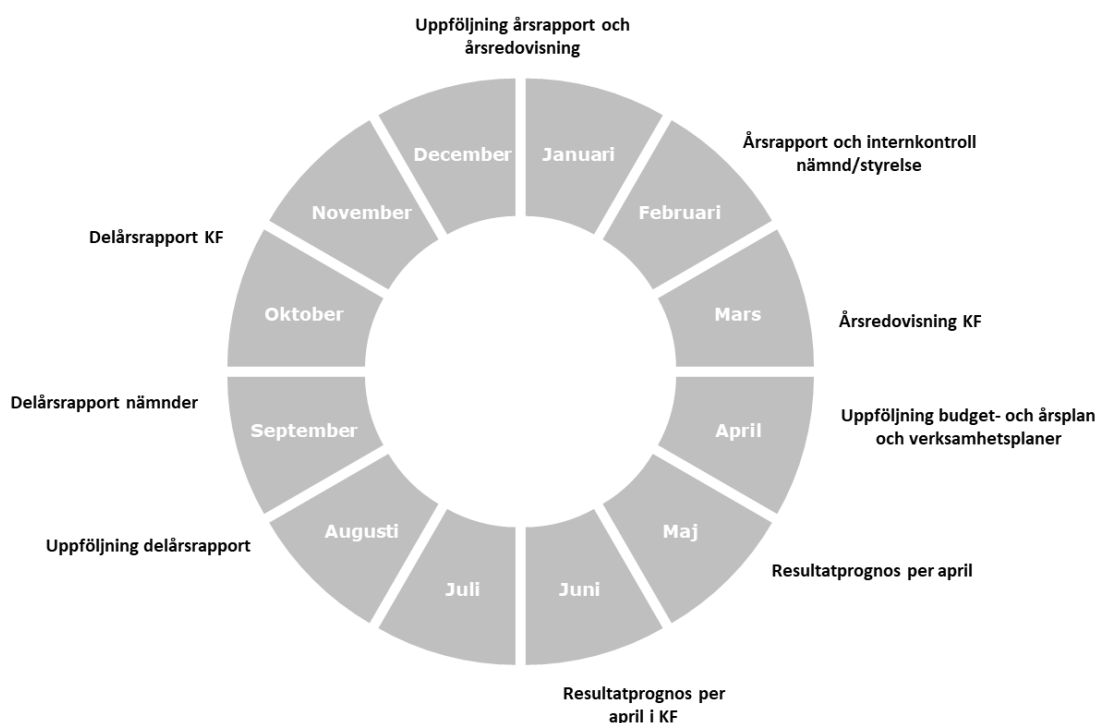 Uppföljning årsrapport och
årsredovisning
December
Januari
Årsrapport och internkontroll
nämnd/styrelse
November
Februari
Delårsrapport KF
Oktober
Mars
Årsredovisning KF
Delårsrapport nämnder
September
April
Uppföljning budget- och årsplan
och verksamhetsplaner
Augusti
Maj
Uppföljning delårsrapport
Resultatprognos per april
Juli
Juni
Resultatprognos per
april i KF